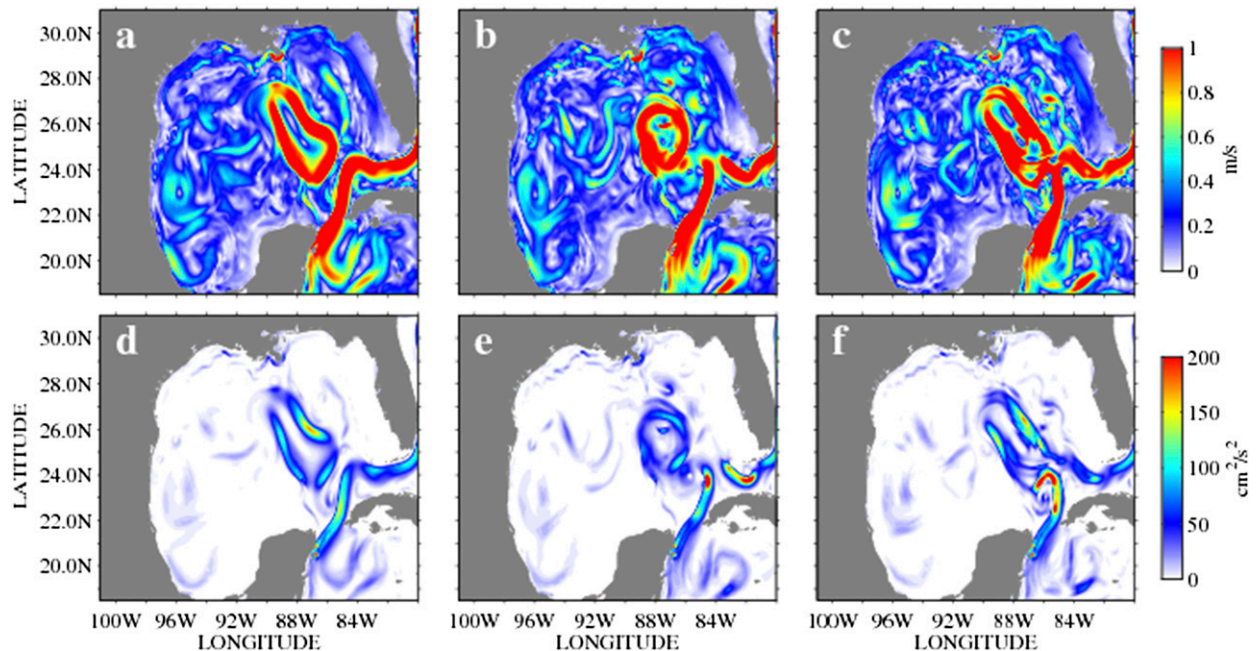 a
b
c
30.0N
28.0N
26.0N
24.0N
22.0N
20.0N
LATITUDE
1
0.8
0.6
0.4
0.2
0
m/s
d
e
f
30.0N
28.0N
26.0N
24.0N
22.0N
20.0N
LATITUDE
200
150
100
50
0
cm²/s²
100W 96W 92W 88W 84W
100W 96W 92W 88W 84W
100W 96W 92W 88W 84W
LONGITUDE
LONGITUDE
LONGITUDE